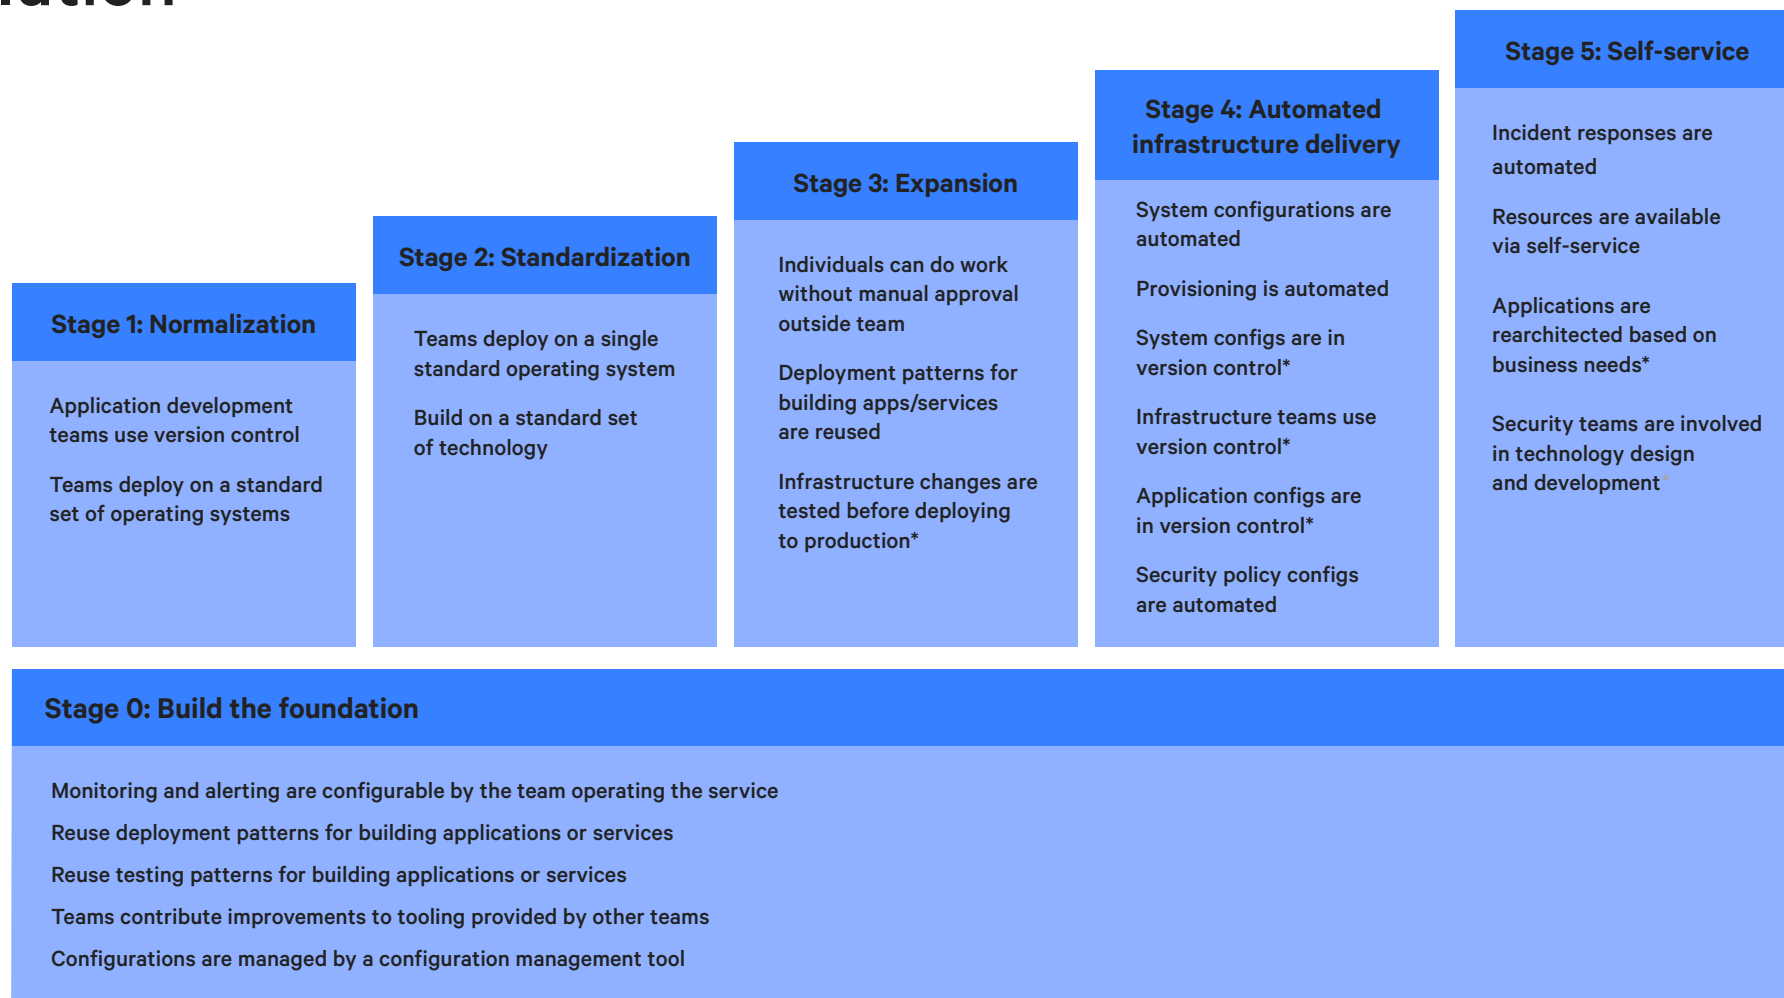 Stage 5: Self-service
Incident responses are
automated
Resources are available
via self-service
Applications are
rearchitected based on
business needs*
Security teams are involved
in technology design
and development*
Stage 4: Automated
infrastructure delivery
System configurations are
automated
Provisioning is automated
System configs are in
version control*
Infrastructure teams use
version control*
Application configs are
in version control*
Security policy configs
are automated
Stage 3: Expansion
Individuals can do work
without manual approval
outside team
Deployment patterns for
building apps/services
are reused
Infrastructure changes are
tested before deploying
to production*
Stage 2: Standardization
Teams deploy on a single
standard operating system
Build on a standard set
of technology
Stage 1: Normalization
Application development
teams use version control
Teams deploy on a standard
set of operating systems
Stage 0: Build the foundation
Monitoring and alerting are configurable by the team operating the service
Reuse deployment patterns for building applications or services
Reuse testing patterns for building applications or services
Teams contribute improvements to tooling provided by other teams
Configurations are managed by a configuration management tool